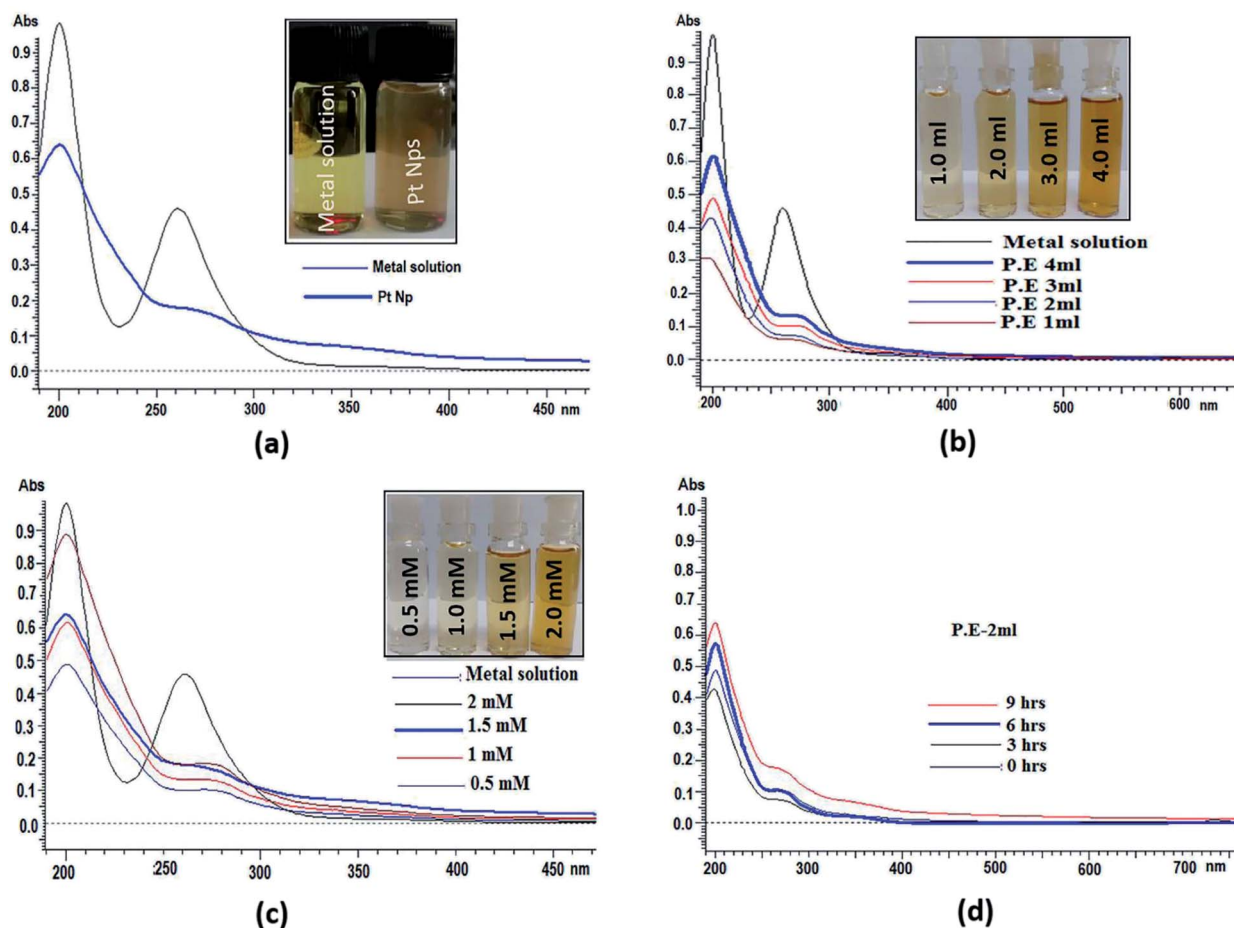 Abs
0.9
0.8
0.7
0.6
0.5
0.4
0.3
0.2
0.1
0.0
200 250 300 350 400 450 nm
Metal solution
Pt Nps
Metal solution
Pt Np
(a)
Abs
0.9
0.8
0.7
0.6
0.5
0.4
0.3
0.2
0.1
0.0
200 300 400 500 600 nm
1.0 ml
2.0 ml
3.0 ml
4.0 ml
Metal solution
P.E 4ml
P.E 3ml
P.E 2ml
P.E 1ml
(b)
Abs
0.9
0.8
0.7
0.6
0.5
0.4
0.3
0.2
0.1
0.0
200 250 300 350 400 450 nm
0.5 mM
1.0 mM
1.5 mM
2.0 mM
Metal solution
2 mM
1.5 mM
1 mM
0.5 mM
(c)
Abs
1.0
0.9
0.8
0.7
0.6
0.5
0.4
0.3
0.2
0.1
0.0
200 300 400 500 600 700 nm
P.E-2ml
9 hrs
6 hrs
3 hrs
0 hrs
(d)